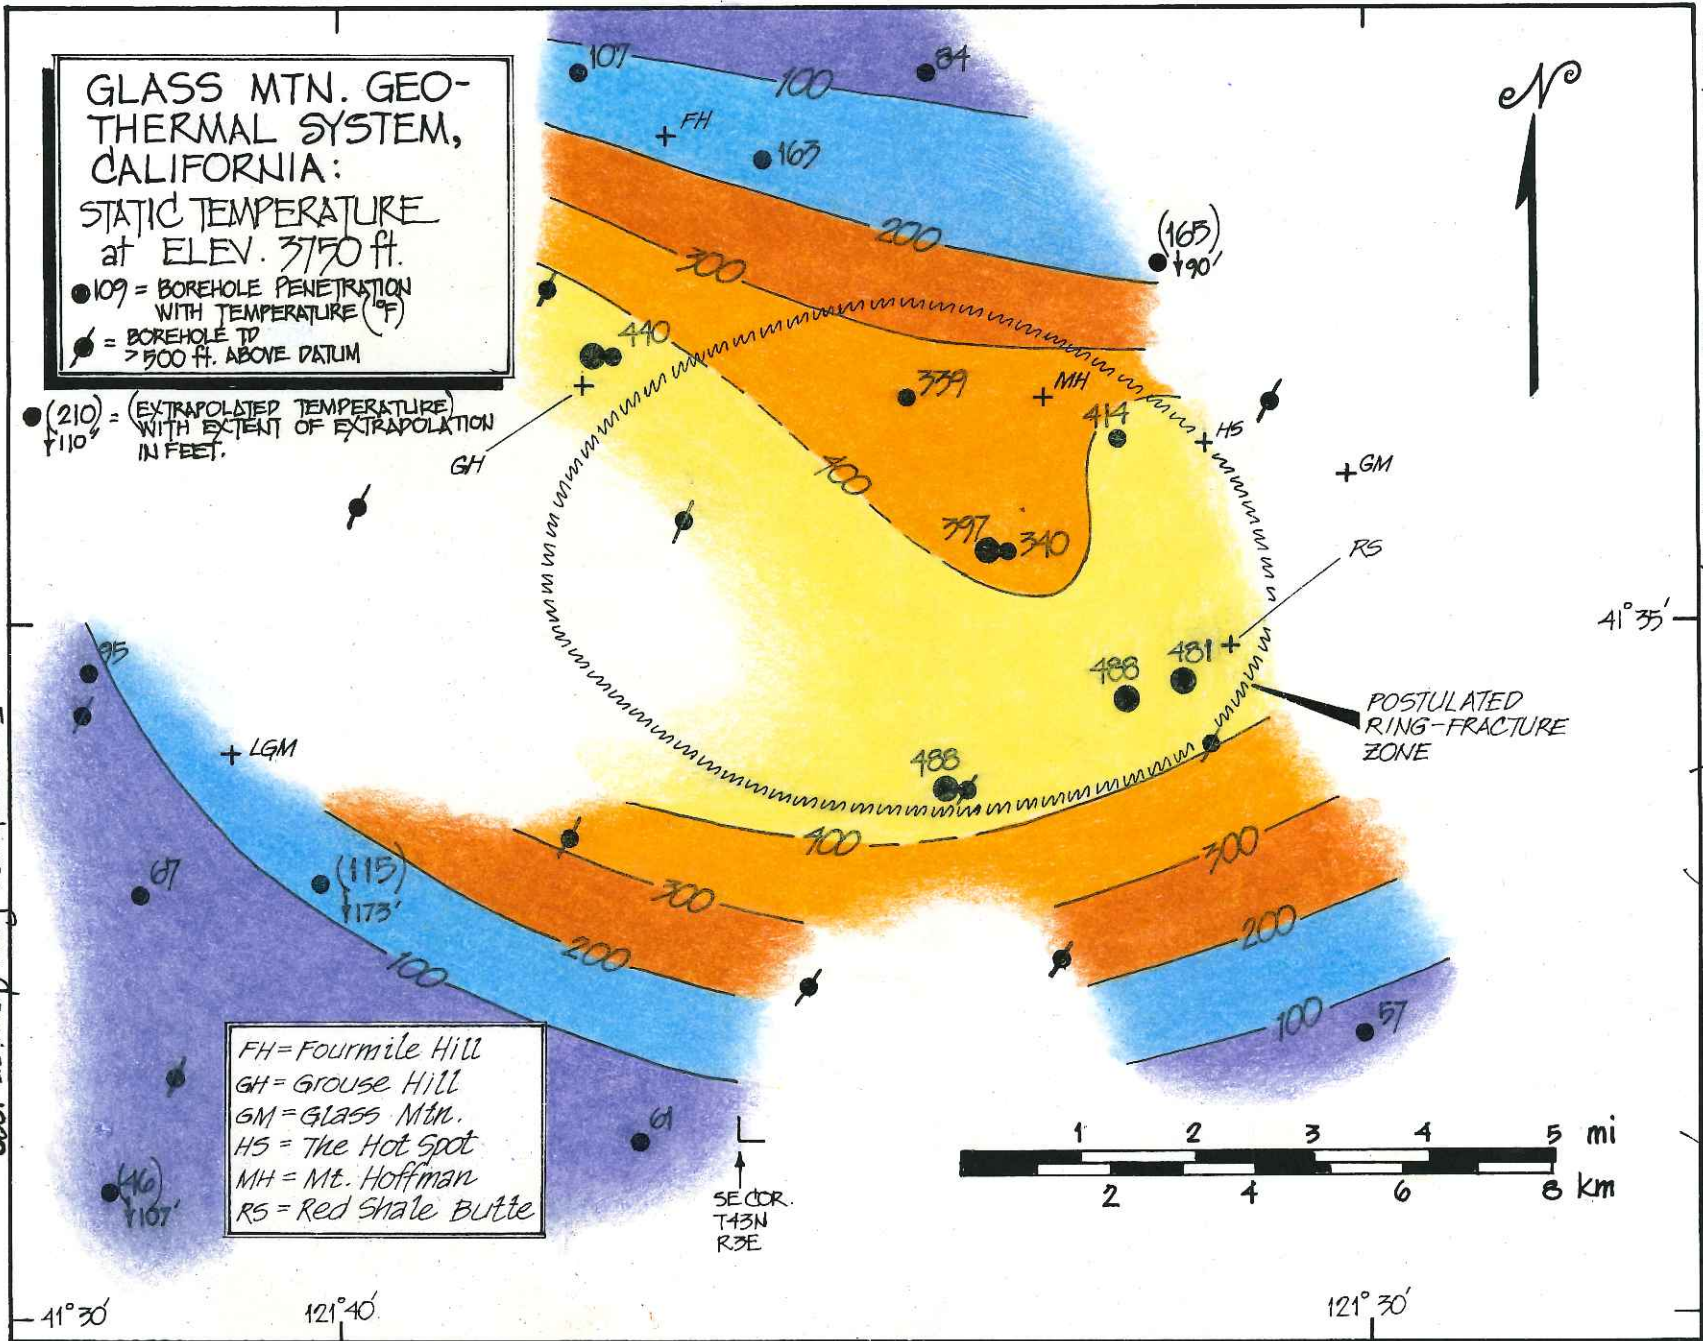 GLASS MTN. GEO-
THERMAL SYSTEM,
CALIFORNIA:
STATIC TEMPERATURE
at ELEV. 3750 ft.
109 = BOREHOLE PENETRATION
WITH TEMPERATURE (°F)
= BOREHOLE TD
>500 ft. ABOVE DATUM
(210) = (EXTRAPOLATED TEMPERATURE)
110' WITH EXTENT OF EXTRAPOLATION
IN FEET.
107
84
100
FH
163
N
200
(165)
90'
300
440
339
MH
414
HS
GH
GM
400
397
340
RS
41°35'
95
488
481
POSTULATED
RING-FRACTURE
ZONE
LGM
488
400
300
67
(115)
173'
300
200
200
100
100
57
FH = Fourmile Hill
GH = Grouse Hill
GM = Glass Mtn.
HS = The Hot Spot
MH = Mt. Hoffman
RS = Red Shale Butte
61
(46)
107'
SE COR.
T43N
R3E
1 2 3 4 5 mi
2 4 6 8 km
41°30'
121°40'
121°30'